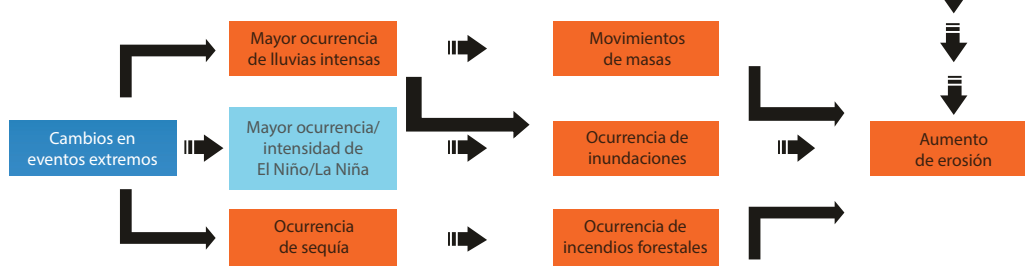 Mayor ocurrencia
de lluvias intensas
Movimientos
de masas
Cambios en
eventos extremos
Mayor ocurrencia/
intensidad de
El Niño/La Niña
Ocurrencia de
inundaciones
Aumento
de erosión
Ocurrencia
de sequía
Ocurrencia de
incendios forestales